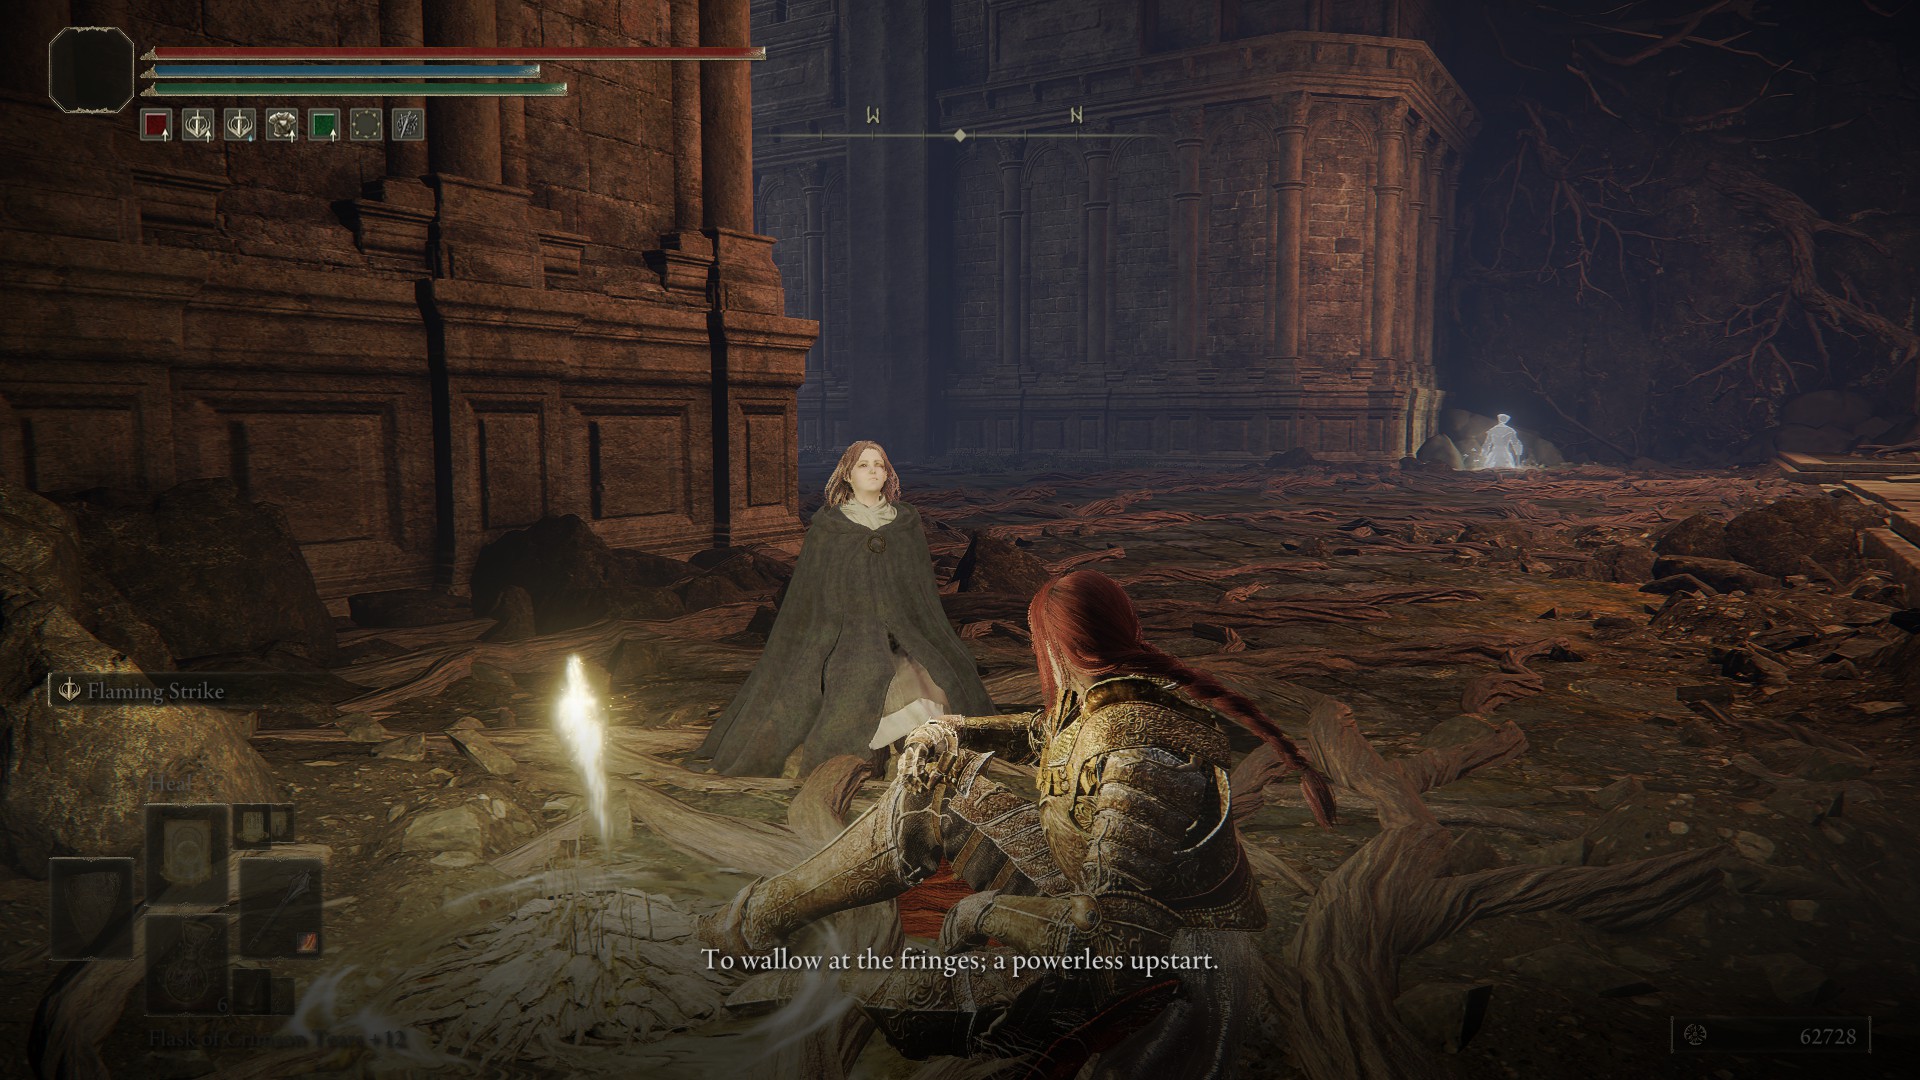 W N
Flaming Strike
Heal
To wallow at the fringes; a powerless upstart.
6
Flask of Crimson Tears +12
62728